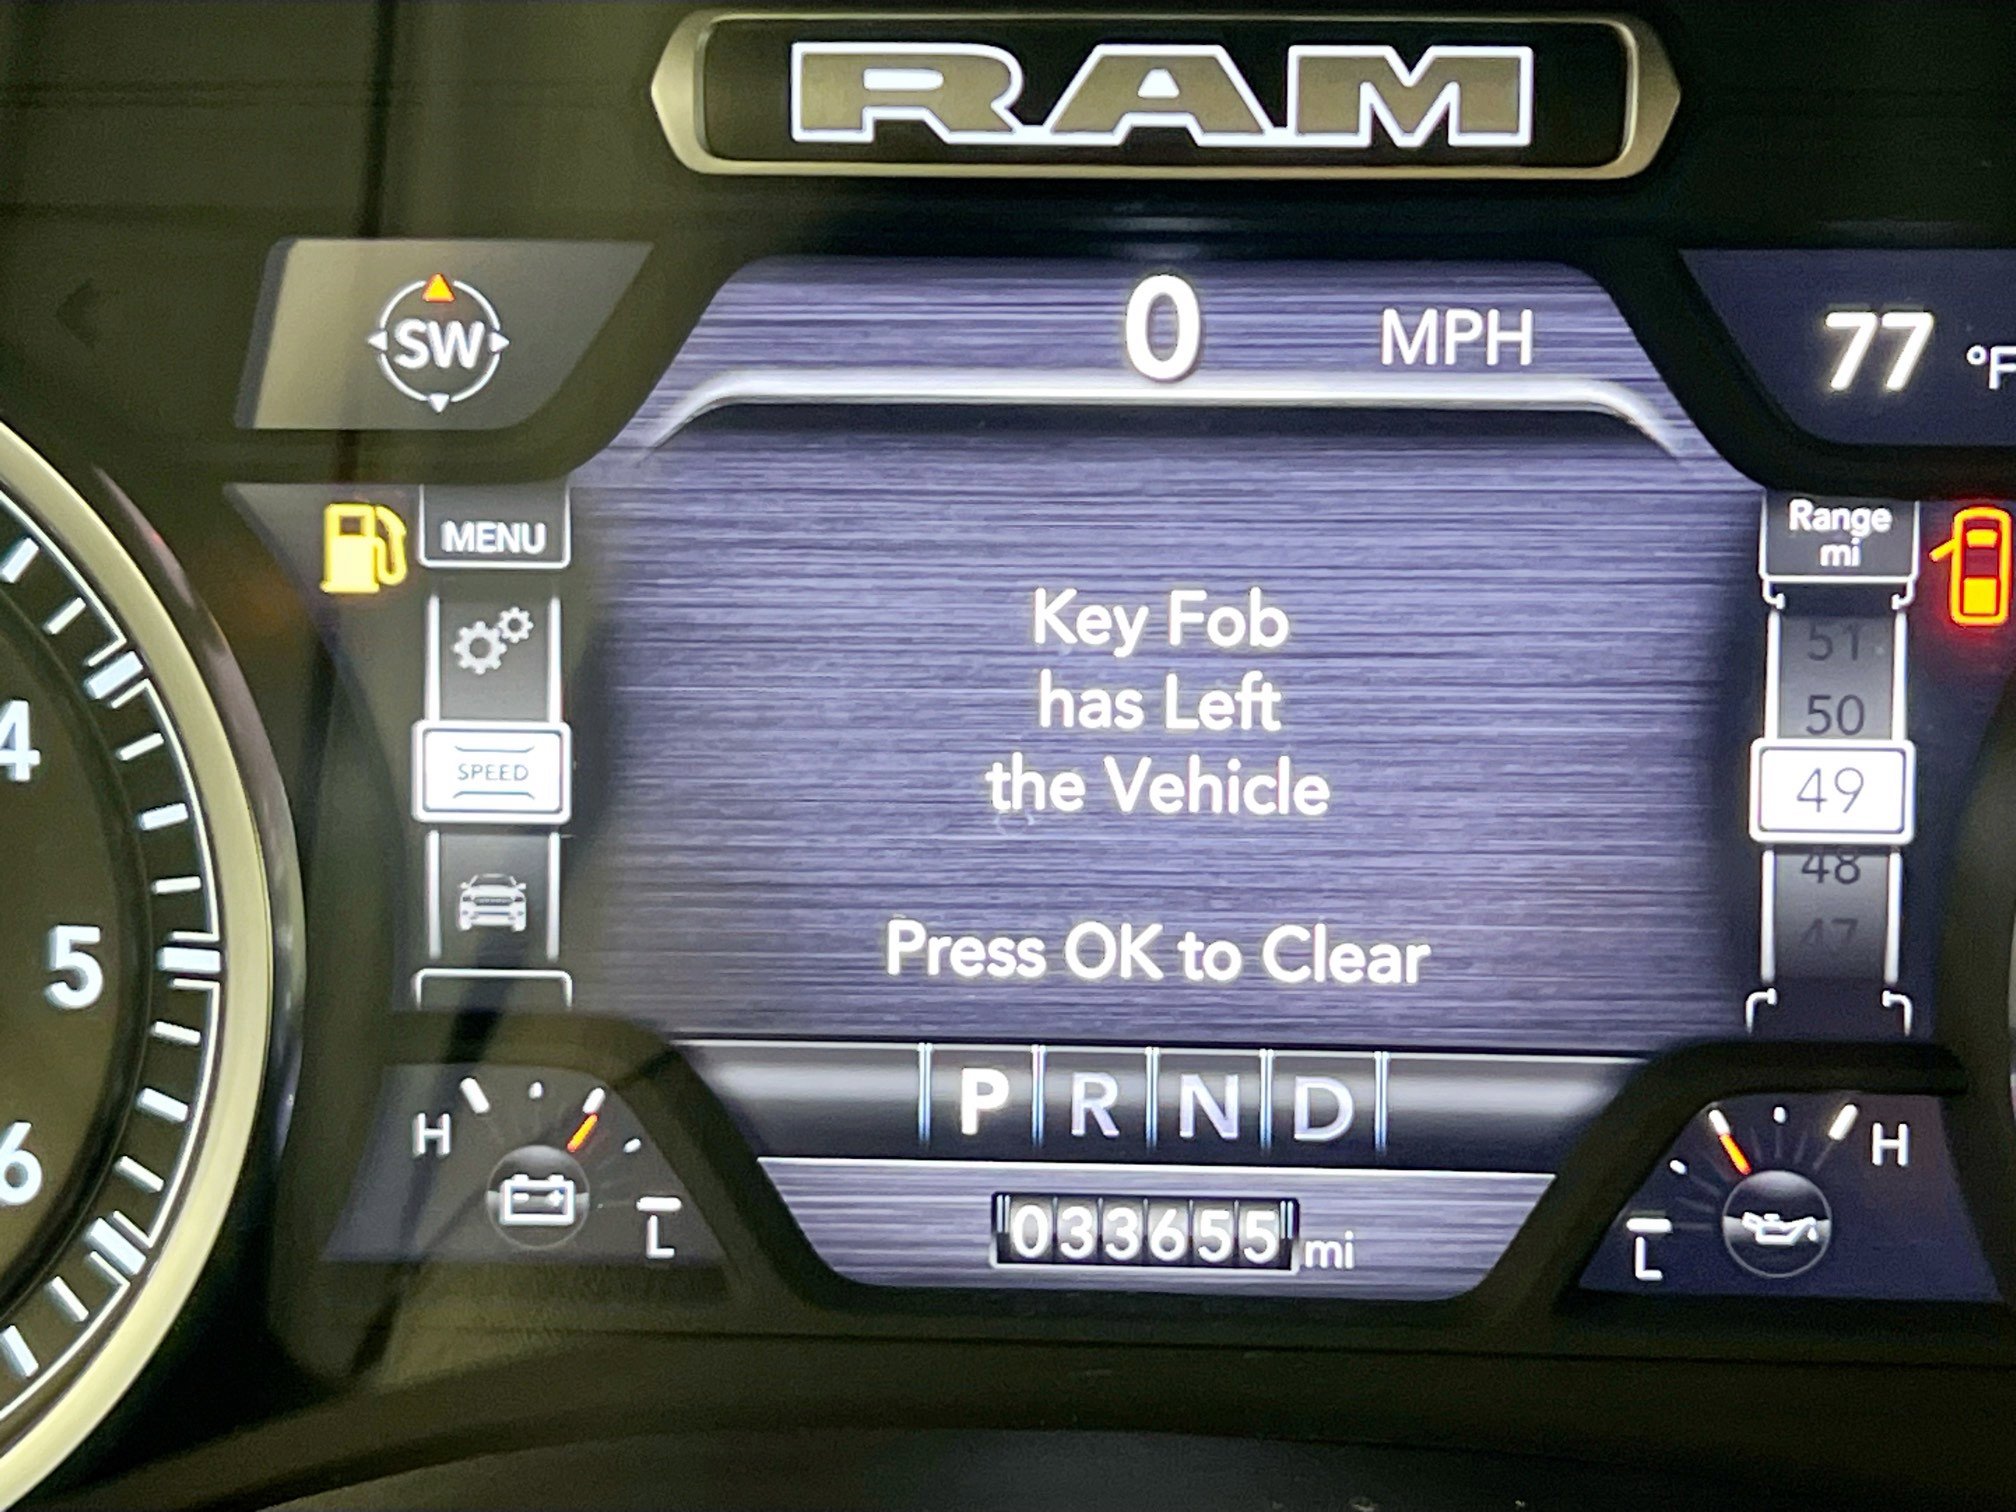 RAM
SW
0 MPH
77 °F
MENU
Range
mi
51
50
49
48
47
SPEED
Key Fob
has Left
the Vehicle
Press OK to Clear
4
5
6
P R N D
H
L
033655 mi
H
L